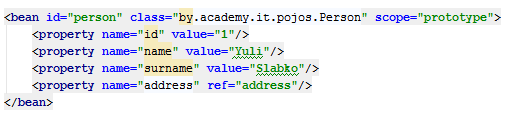 <bean id="person" class="by.academy.it.pojos.Person" scope="prototype">
    <property name="id" value="1"/>
    <property name="name" value="Yuli"/>
    <property name="surname" value="Slabko"/>
    <property name="address" ref="address"/>
</bean>